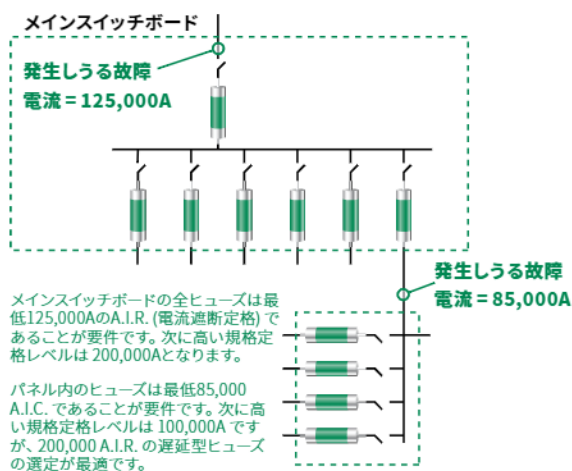 メインスイッチボード
発生しうる故障
電流 = 125,000A
発生しうる故障
電流 = 85,000A
メインスイッチボードの全ヒューズは最
低125,000AのA.I.R. (電流遮断定格) で
あることが要件です。次に高い規格定
格レベルは 200,000Aとなります。
パネル内のヒューズは最低85,000
A.I.C. であることが要件です。次に高
い規格定格レベルは 100,000A です
が、200,000 A.I.R. の遅延型ヒューズ
の選定が最適です。